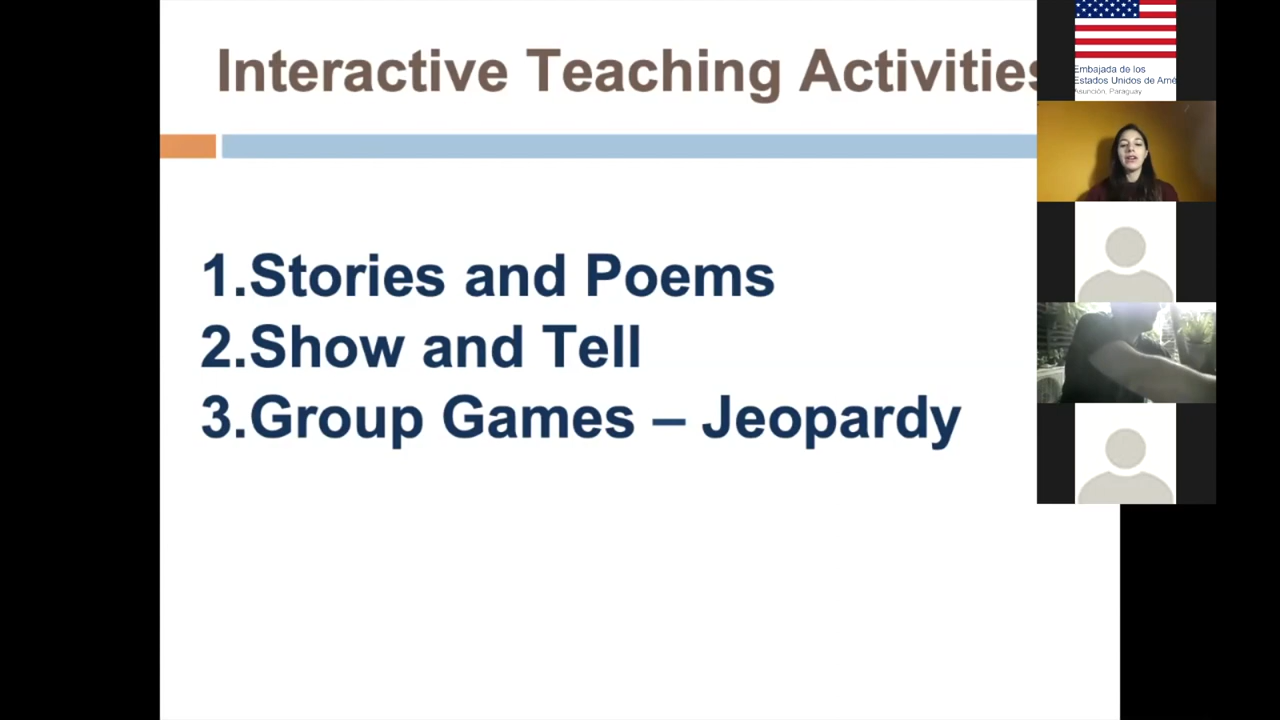 Interactive Teaching Activities
1.Stories and Poems
2.Show and Tell
3.Group Games – Jeopardy
Embajada de los
Estados Unidos de Amé
Asunción, Paraguay